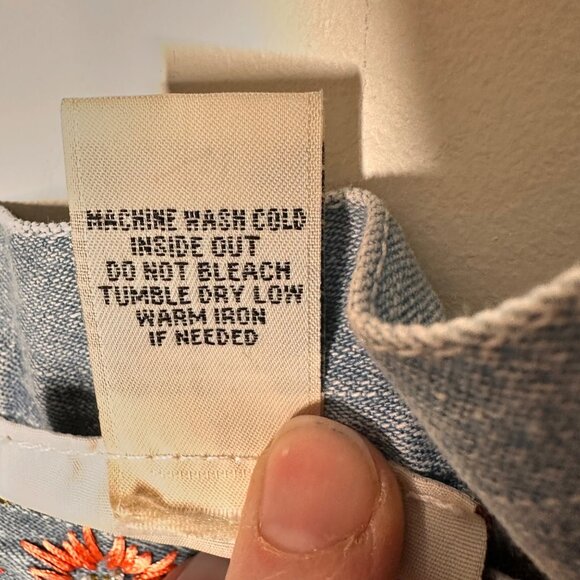 MACHINE WASH COLD
INSIDE OUT
DO NOT BLEACH
TUMBLE DRY LOW
WARM IRON
IF NEEDED